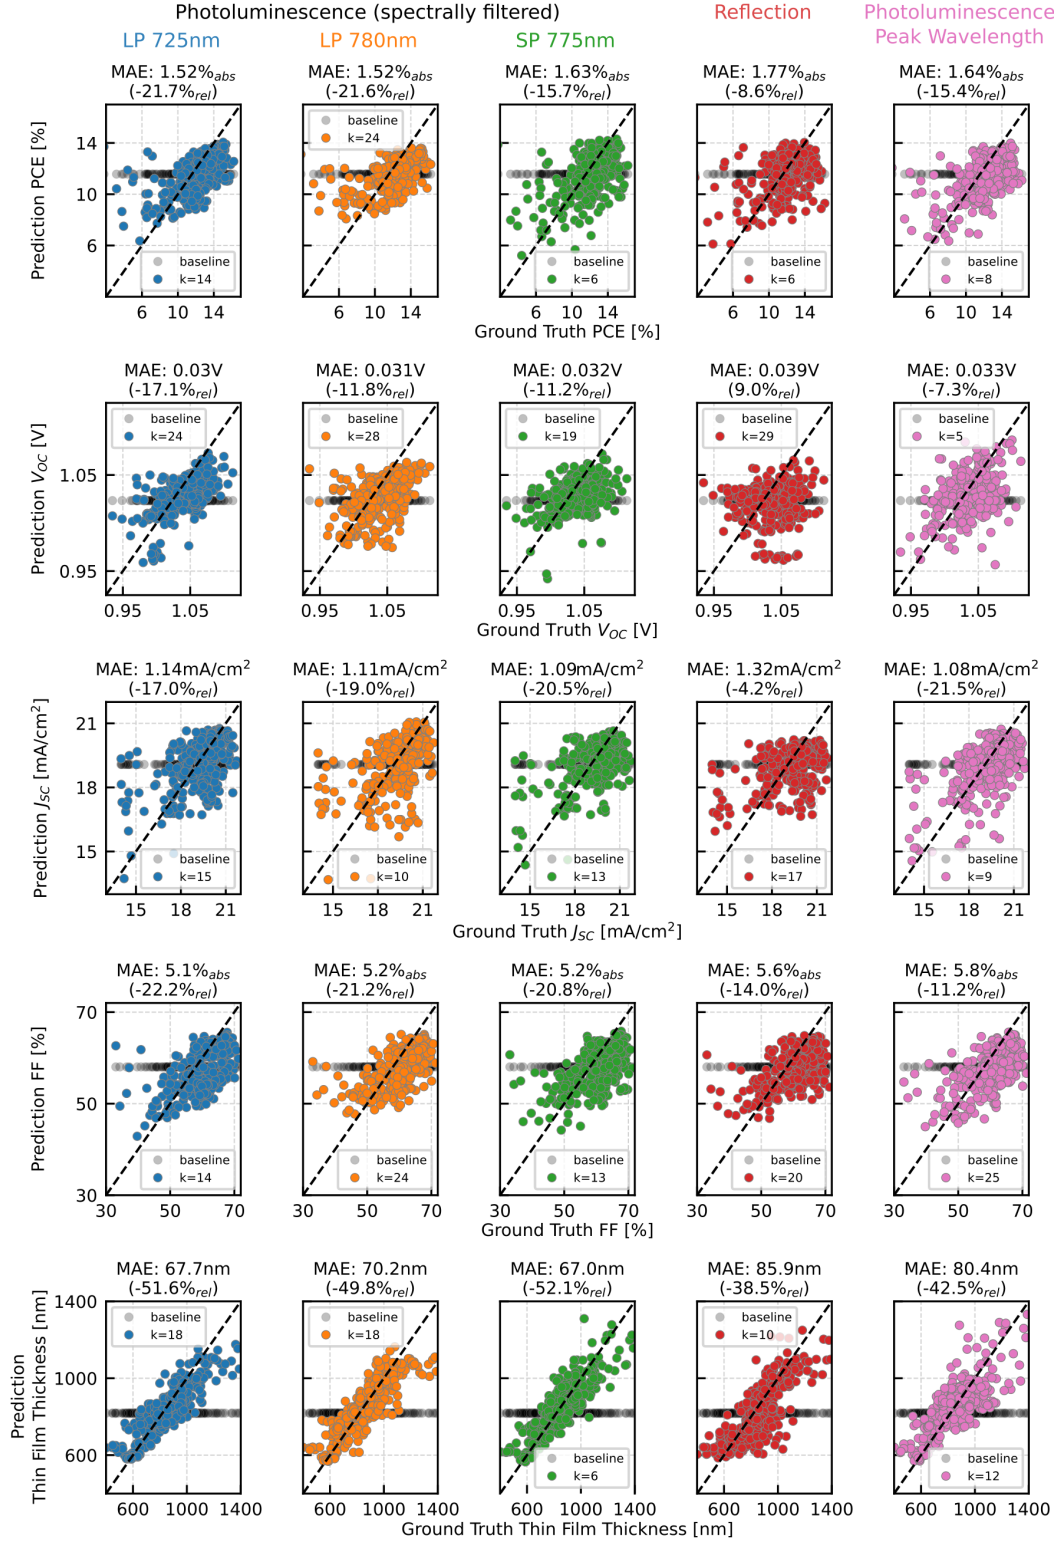 Photoluminescence (spectrally filtered)
Reflection
Photoluminescence
Peak Wavelength
LP 725nm
LP 780nm
SP 775nm
MAE: 1.52%abs
(-21.7%rel)
MAE: 1.52%abs
(-21.6%rel)
MAE: 1.63%abs
(-15.7%rel)
MAE: 1.77%abs
(-8.6%rel)
MAE: 1.64%abs
(-15.4%rel)
Prediction PCE [%]
14
10
6
baseline
k=14
baseline
k=24
baseline
k=6
baseline
k=6
baseline
k=8
6 10 14
6 10 14
6 10 14
6 10 14
6 10 14
Ground Truth PCE [%]
MAE: 0.03V
(-17.1%rel)
MAE: 0.031V
(-11.8%rel)
MAE: 0.032V
(-11.2%rel)
MAE: 0.039V
(9.0%rel)
MAE: 0.033V
(-7.3%rel)
Prediction VOC [V]
1.05
0.95
baseline
k=24
baseline
k=28
baseline
k=19
baseline
k=29
baseline
k=5
0.95 1.05
0.95 1.05
0.95 1.05
0.95 1.05
0.95 1.05
Ground Truth VOC [V]
MAE: 1.14mA/cm²
(-17.0%rel)
MAE: 1.11mA/cm²
(-19.0%rel)
MAE: 1.09mA/cm²
(-20.5%rel)
MAE: 1.32mA/cm²
(-4.2%rel)
MAE: 1.08mA/cm²
(-21.5%rel)
Prediction JSC [mA/cm²]
21
18
15
baseline
k=15
baseline
k=10
baseline
k=13
baseline
k=17
baseline
k=9
15 18 21
15 18 21
15 18 21
15 18 21
15 18 21
Ground Truth JSC [mA/cm²]
MAE: 5.1%abs
(-22.2%rel)
MAE: 5.2%abs
(-21.2%rel)
MAE: 5.2%abs
(-20.8%rel)
MAE: 5.6%abs
(-14.0%rel)
MAE: 5.8%abs
(-11.2%rel)
Prediction FF [%]
70
50
30
baseline
k=14
baseline
k=24
baseline
k=13
baseline
k=20
baseline
k=25
30 50 70
30 50 70
30 50 70
30 50 70
30 50 70
Ground Truth FF [%]
MAE: 67.7nm
(-51.6%rel)
MAE: 70.2nm
(-49.8%rel)
MAE: 67.0nm
(-52.1%rel)
MAE: 85.9nm
(-38.5%rel)
MAE: 80.4nm
(-42.5%rel)
Prediction
Thin Film Thickness [nm]
1400
1000
600
baseline
k=18
baseline
k=18
baseline
k=6
baseline
k=10
baseline
k=12
600 1000 1400
600 1000 1400
600 1000 1400
600 1000 1400
600 1000 1400
Ground Truth Thin Film Thickness [nm]